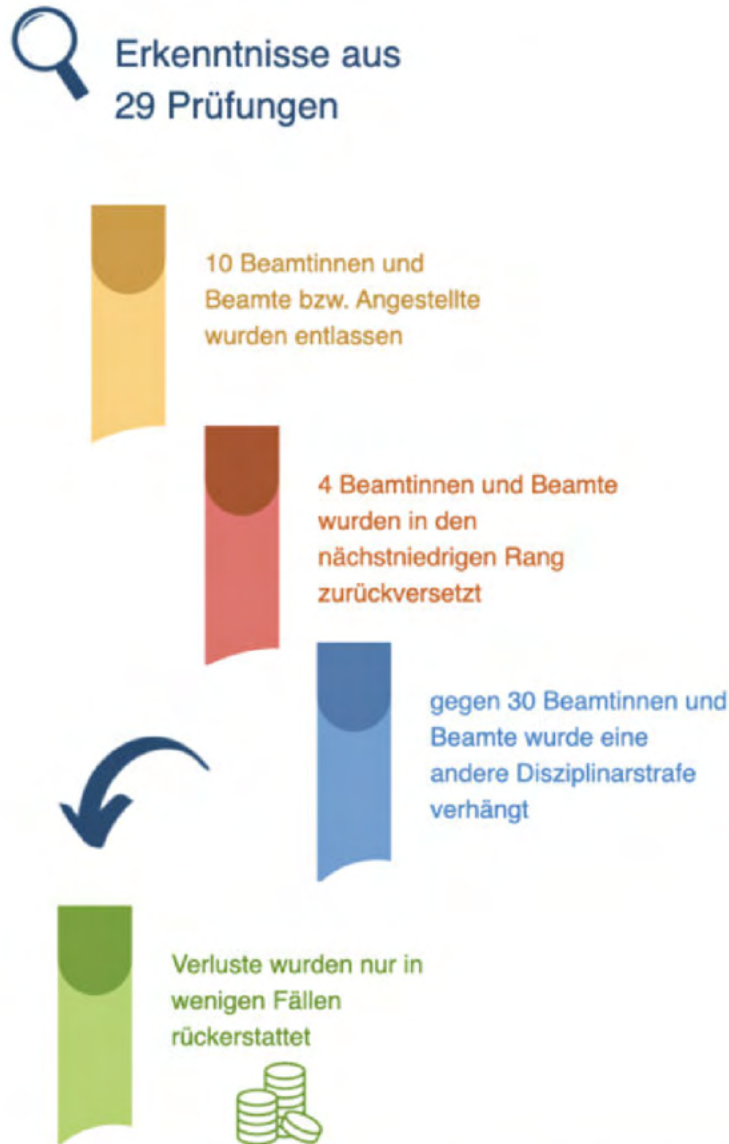 Erkenntnisse aus
29 Prüfungen
10 Beamtinnen und
Beamte bzw. Angestellte
wurden entlassen
4 Beamtinnen und Beamte
wurden in den
nächstniedrigen Rang
zurückversetzt
gegen 30 Beamtinnen und
Beamte wurde eine
andere Disziplinarstrafe
verhängt
Verluste wurden nur in
wenigen Fällen
rückerstattet